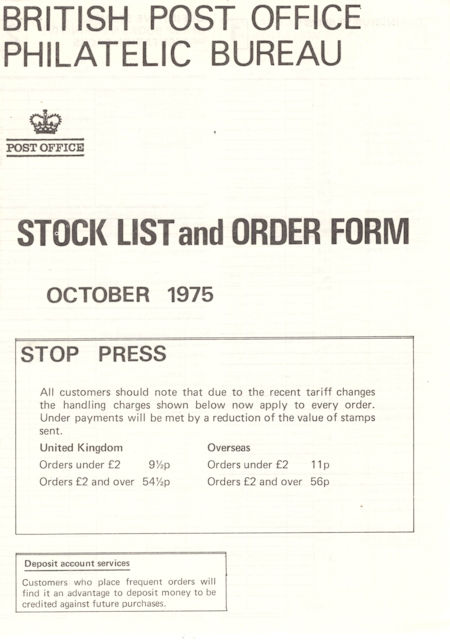 BRITISH POST OFFICE
PHILATELIC BUREAU
POST OFFICE
STOCK LIST and ORDER FORM
OCTOBER 1975
STOP PRESS
All customers should note that due to the recent tariff changes
the handling charges shown below now apply to every order.
Under payments will be met by a reduction of the value of stamps
sent.
United Kingdom Overseas
Orders under £2 9½p Orders under £2 11p
Orders £2 and over 54½p Orders £2 and over 56p
Deposit account services
Customers who place frequent orders will
find it an advantage to deposit money to be
credited against future purchases.